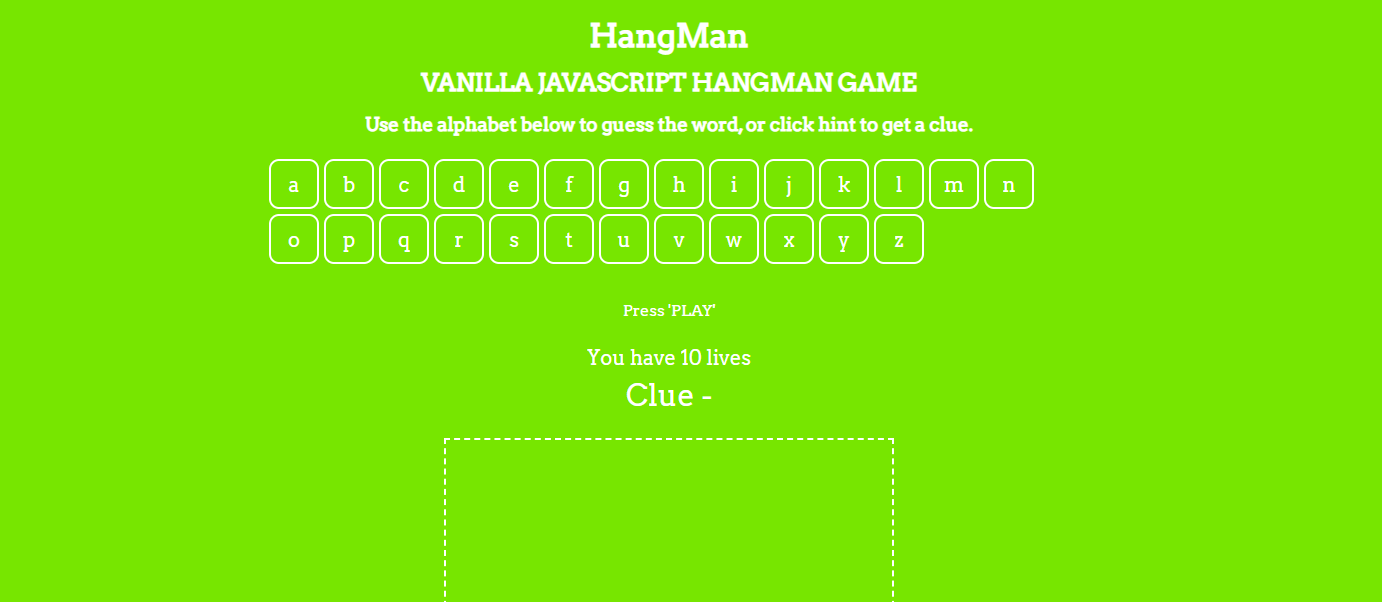 HangMan
VANILLA JAVASCRIPT HANGMAN GAME
Use the alphabet below to guess the word, or click hint to get a clue.
a b c d e f g h i j k l m n
o p q r s t u v w x y z
Press 'PLAY'
You have 10 lives
Clue -